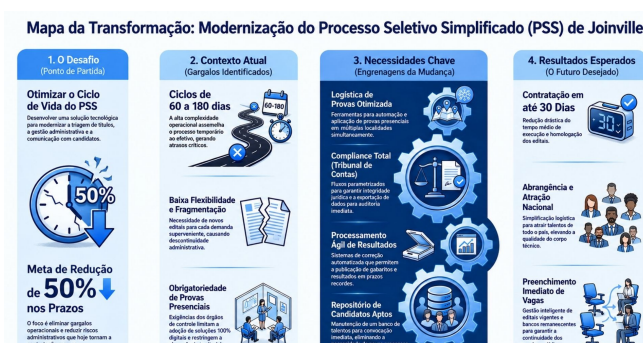 Mapa da Transformação: Modernização do Processo Seletivo Simplificado (PSS) de Joinville
1. O Desafio
(Ponto de Partida)
Otimizar o Ciclo
de Vida do PSS
Desenvolver uma solução tecnológica
para modernizar a triagem de títulos,
a gestão administrativa e a
comunicação com candidatos.
50%
Meta de Redução
de 50%
nos Prazos
O foco é eliminar gargalos
operacionais e reduzir riscos
administrativos que hoje tornam a
2. Contexto Atual
(Gargalos Identificados)
Ciclos de
60 a 180 dias
A alta complexidade
operacional assemelha
o processo temporário
ao efetivo, gerando
atrasos críticos.
60-180
Baixa Flexibilidade
e Fragmentação
Necessidade de novos
editais para cada demanda
superveniente, causando
descontinuidade
administrativa.
Obrigatoriedade
de Provas
Presenciais
Exigências dos órgãos
de controle limitam a
adoção de soluções 100%
digitais e restringem a
3. Necessidades Chave
(Engrenagens da Mudança)
Logística de
Provas Otimizada
Ferramentas para automação e
aplicação de provas presenciais
em múltiplas localidades
simultaneamente.
Compliance Total
(Tribunal de
Contas)
Fluxos parametrizados
para garantir integridade
jurídica e a exportação de
dados para auditoria
imediata.
Processamento
Ágil de Resultados
Sistemas de correção
automatizada que permitem
a publicação de gabaritos e
resultados em prazos
recordes.
Repositório de
Candidatos Aptos
Manutenção de um banco de
talentos para convocação
imediata, eliminando a
4. Resultados Esperados
(O Futuro Desejado)
Contratação em
até 30 Dias
Redução drástica do
tempo médio de
execução e homologação
dos editais.
30
Abrangência e
Atração
Nacional
Simplificação logística
para atrair talentos de
todo o país, elevando a
qualidade do corpo
técnico.
Preenchimento
Imediato de
Vagas
Gestão inteligente de
editais vigentes e
bancos remanescentes
para garantir a
continuidade dos